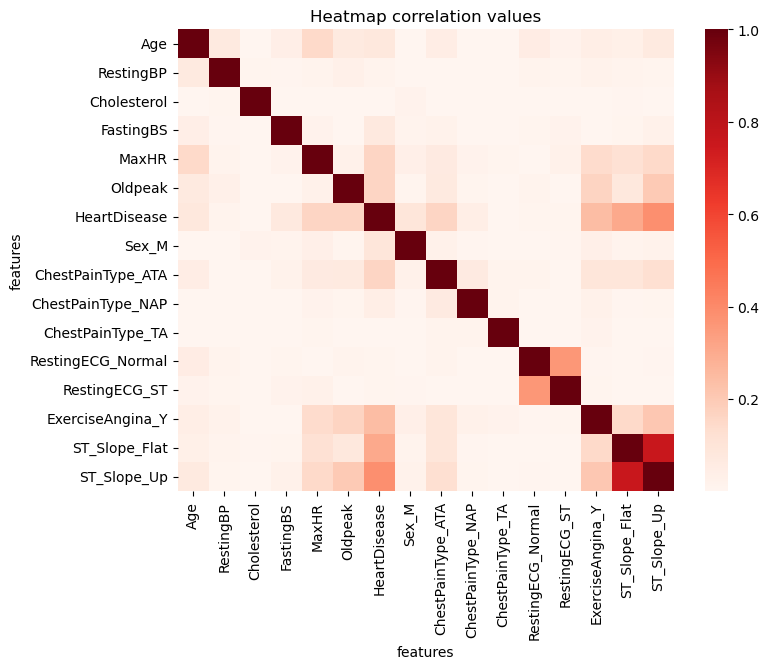 Heatmap correlation values
features
Age
RestingBP
Cholesterol
FastingBS
MaxHR
Oldpeak
HeartDisease
Sex_M
ChestPainType_ATA
ChestPainType_NAP
ChestPainType_TA
RestingECG_Normal
RestingECG_ST
ExerciseAngina_Y
ST_Slope_Flat
ST_Slope_Up
Age
RestingBP
Cholesterol
FastingBS
MaxHR
Oldpeak
HeartDisease
Sex_M
ChestPainType_ATA
ChestPainType_NAP
ChestPainType_TA
RestingECG_Normal
RestingECG_ST
ExerciseAngina_Y
ST_Slope_Flat
ST_Slope_Up
features
1.0
0.8
0.6
0.4
0.2